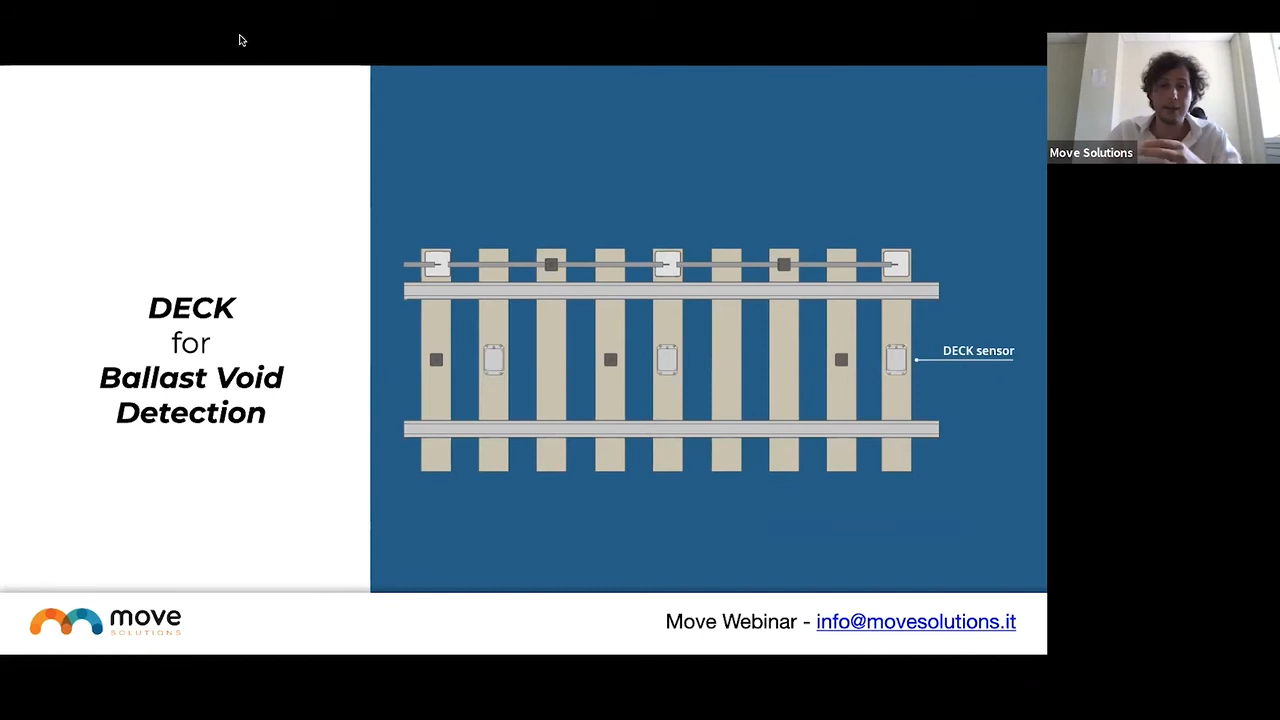 Move Solutions
DECK
for
Ballast Void
Detection
DECK sensor
move
SOLUTIONS
Move Webinar - info@movesolutions.it